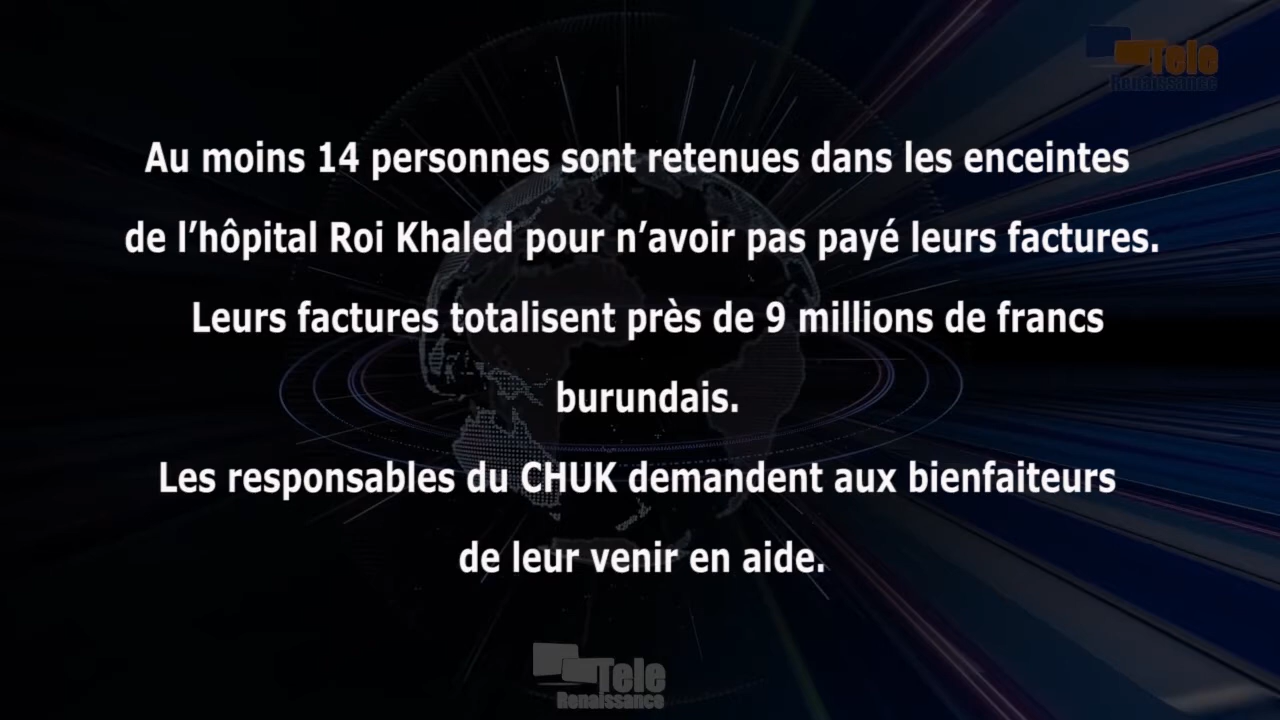 Tele
Renaissance
Au moins 14 personnes sont retenues dans les enceintes
de l’hôpital Roi Khaled pour n’avoir pas payé leurs factures.
Leurs factures totalisent près de 9 millions de francs
burundais.
Les responsables du CHUK demandent aux bienfaiteurs
de leur venir en aide.
Tele
Renaissance